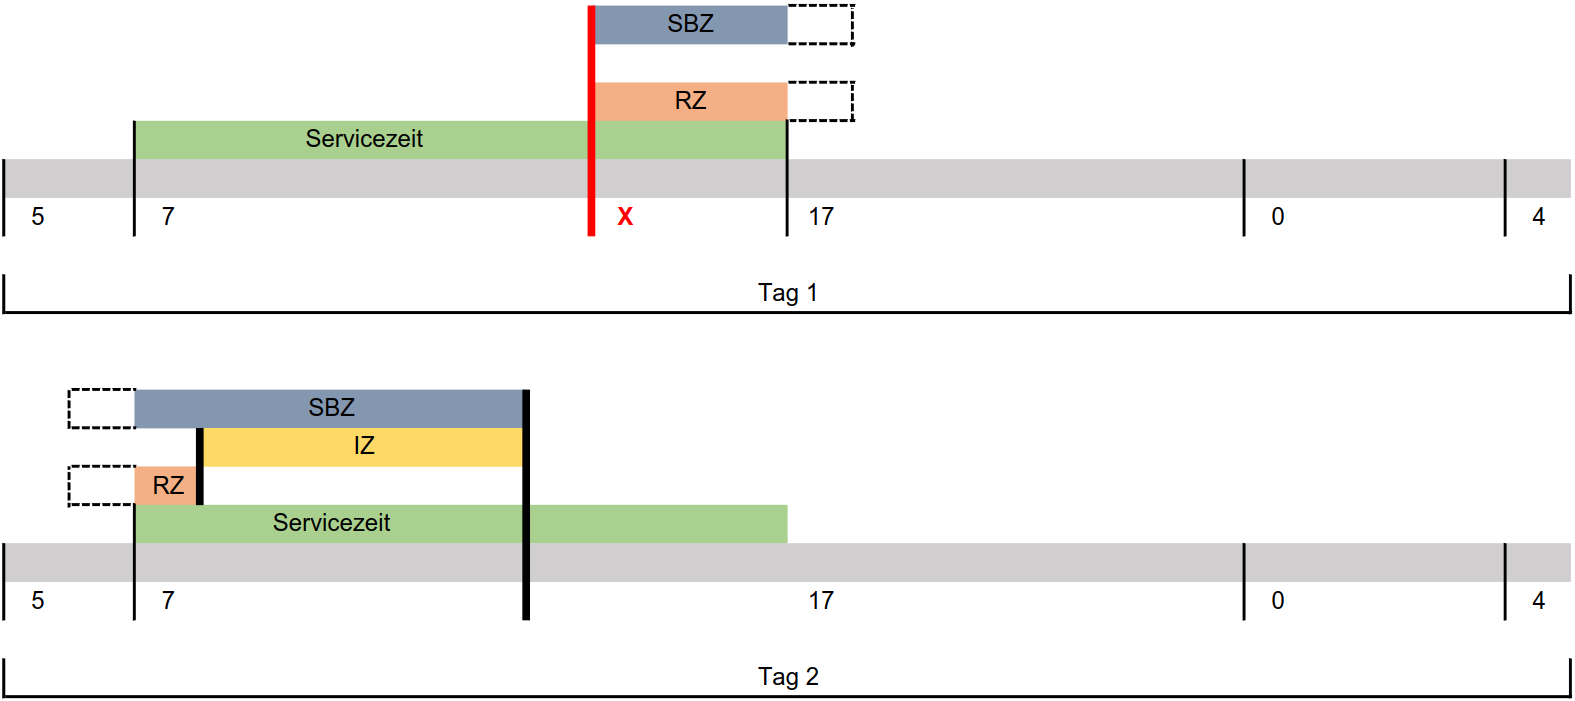 SBZ
RZ
Servicezeit
5 7 X 17 0 4
Tag 1
SBZ
IZ
RZ
Servicezeit
5 7 17 0 4
Tag 2